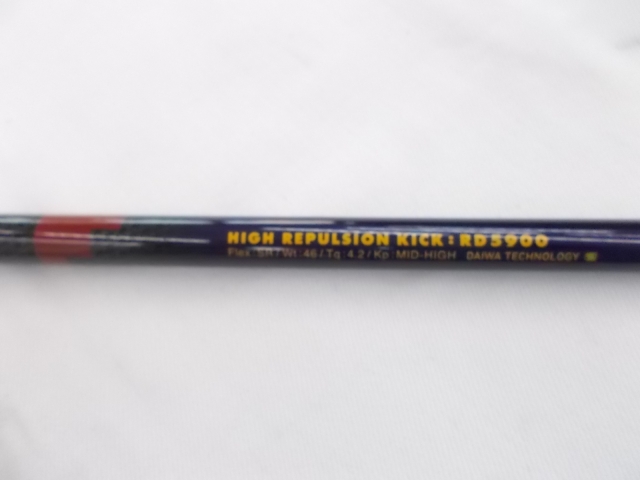 HIGH REPULSION KICK : RD5900
Flex : SR / Wt : 46 / Tq : 4.2 / Kp : MID-HIGH DAIWA TECHNOLOGY